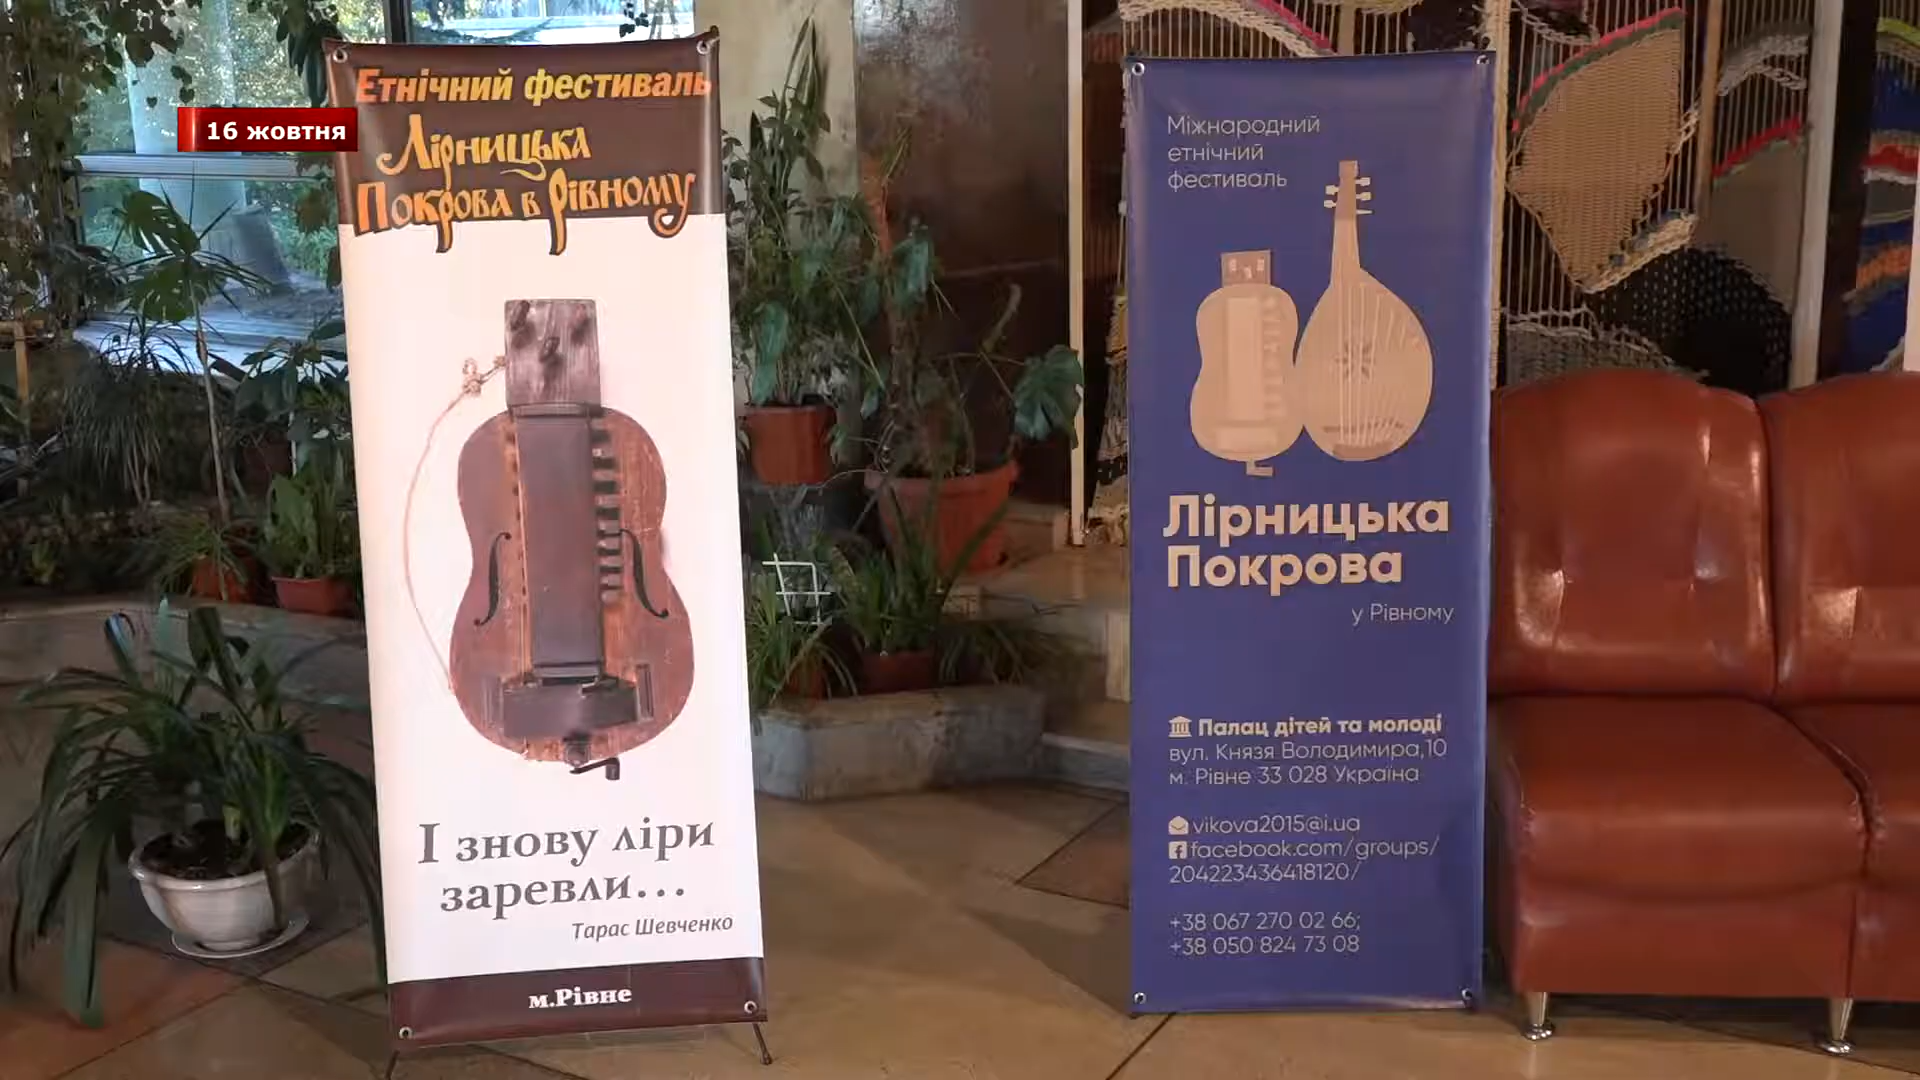 16 жовтня
Етнічний фестиваль
Лірницька
Покрова в Рівному
І знову ліри
заревли...
Тарас Шевченко
м.Рівне
Міжнародний
етнічний
фестиваль
Лірницька
Покрова
у Рівному
Палац дітей та молоді
вул. Князя Володимира,10
м. Рівне 33 028 Україна
vikova2015@i.ua
facebook.com/groups/
204223436418120/
+38 067 270 02 66;
+38 050 824 73 08